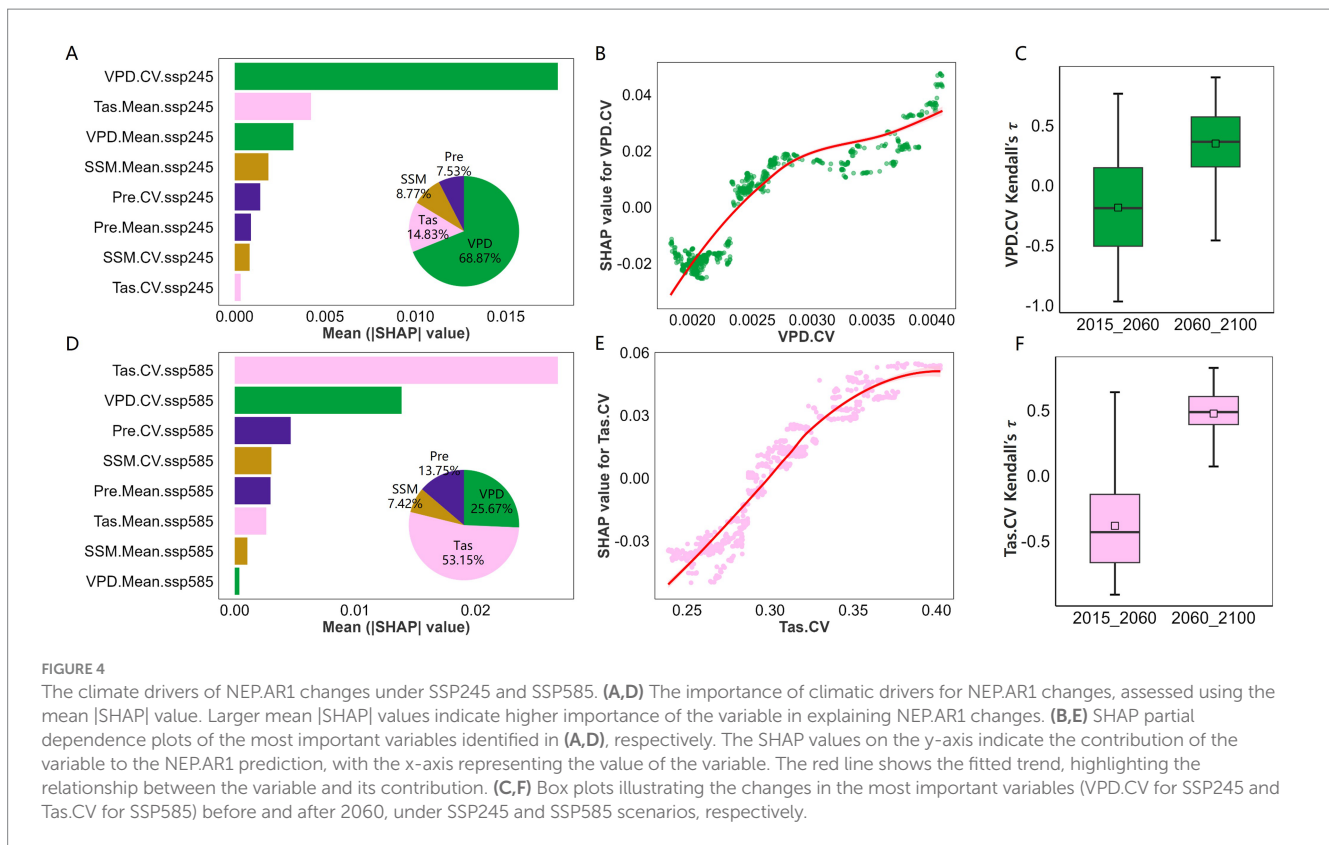 A
VPD.CV.ssp245
Tas.Mean.ssp245
VPD.Mean.ssp245
SSM.Mean.ssp245
Pre.CV.ssp245
Pre.Mean.ssp245
SSM.CV.ssp245
Tas.CV.ssp245
0.000 0.005 0.010 0.015
Mean (|SHAP| value)
Pre
7.53%
SSM
8.77%
Tas
14.83%
VPD
68.87%
B
SHAP value for VPD.CV
0.04
0.02
0.00
-0.02
0.0020 0.0025 0.0030 0.0035 0.0040
VPD.CV
C
VPD.CV Kendall's τ
0.5
0.0
-0.5
-1.0
2015_2060 2060_2100
D
Tas.CV.ssp585
VPD.CV.ssp585
Pre.CV.ssp585
SSM.CV.ssp585
Pre.Mean.ssp585
Tas.Mean.ssp585
SSM.Mean.ssp585
VPD.Mean.ssp585
0.00 0.01 0.02
Mean (|SHAP| value)
Pre
13.75%
SSM
7.42%
VPD
25.67%
Tas
53.15%
E
SHAP value for Tas.CV
0.06
0.03
0.00
-0.03
0.25 0.30 0.35 0.40
Tas.CV
F
Tas.CV Kendall's τ
0.5
0.0
-0.5
2015_2060 2060_2100
FIGURE 4
The climate drivers of NEP.AR1 changes under SSP245 and SSP585. (A,D) The importance of climatic drivers for NEP.AR1 changes, assessed using the
mean |SHAP| value. Larger mean |SHAP| values indicate higher importance of the variable in explaining NEP.AR1 changes. (B,E) SHAP partial
dependence plots of the most important variables identified in (A,D), respectively. The SHAP values on the y-axis indicate the contribution of the
variable to the NEP.AR1 prediction, with the x-axis representing the value of the variable. The red line shows the fitted trend, highlighting the
relationship between the variable and its contribution. (C,F) Box plots illustrating the changes in the most important variables (VPD.CV for SSP245 and
Tas.CV for SSP585) before and after 2060, under SSP245 and SSP585 scenarios, respectively.